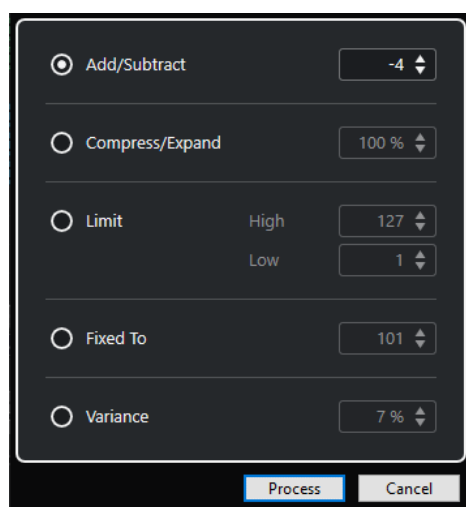 Add/Subtract -4
Compress/Expand 100 %
Limit High 127
Low 1
Fixed To 101
Variance 7 %
Process Cancel